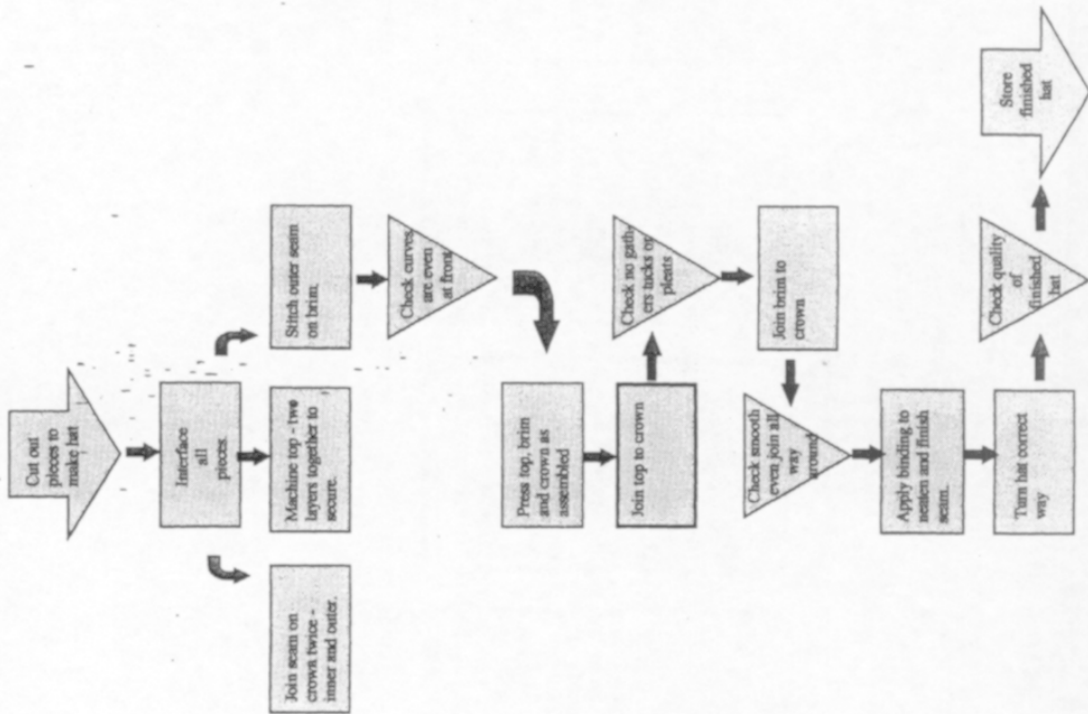 Cut out
pieces to
make hat
Interface
all
pieces.
Join seam on
crown twice -
inner and outer.
Machine top - two
layers together to
secure.
Stitch outer seam
on brim.
Check curves
are even
at front
Press top, brim
and crown as
assembled
Join top to crown
Check no gath-
ers tucks or
pleats
Join brim to
crown
Check smooth
even join all
way
around
Apply binding to
neaten and finish
seam.
Turn hat correct
way
Check quality
of
finished
hat
Store
finished
hat